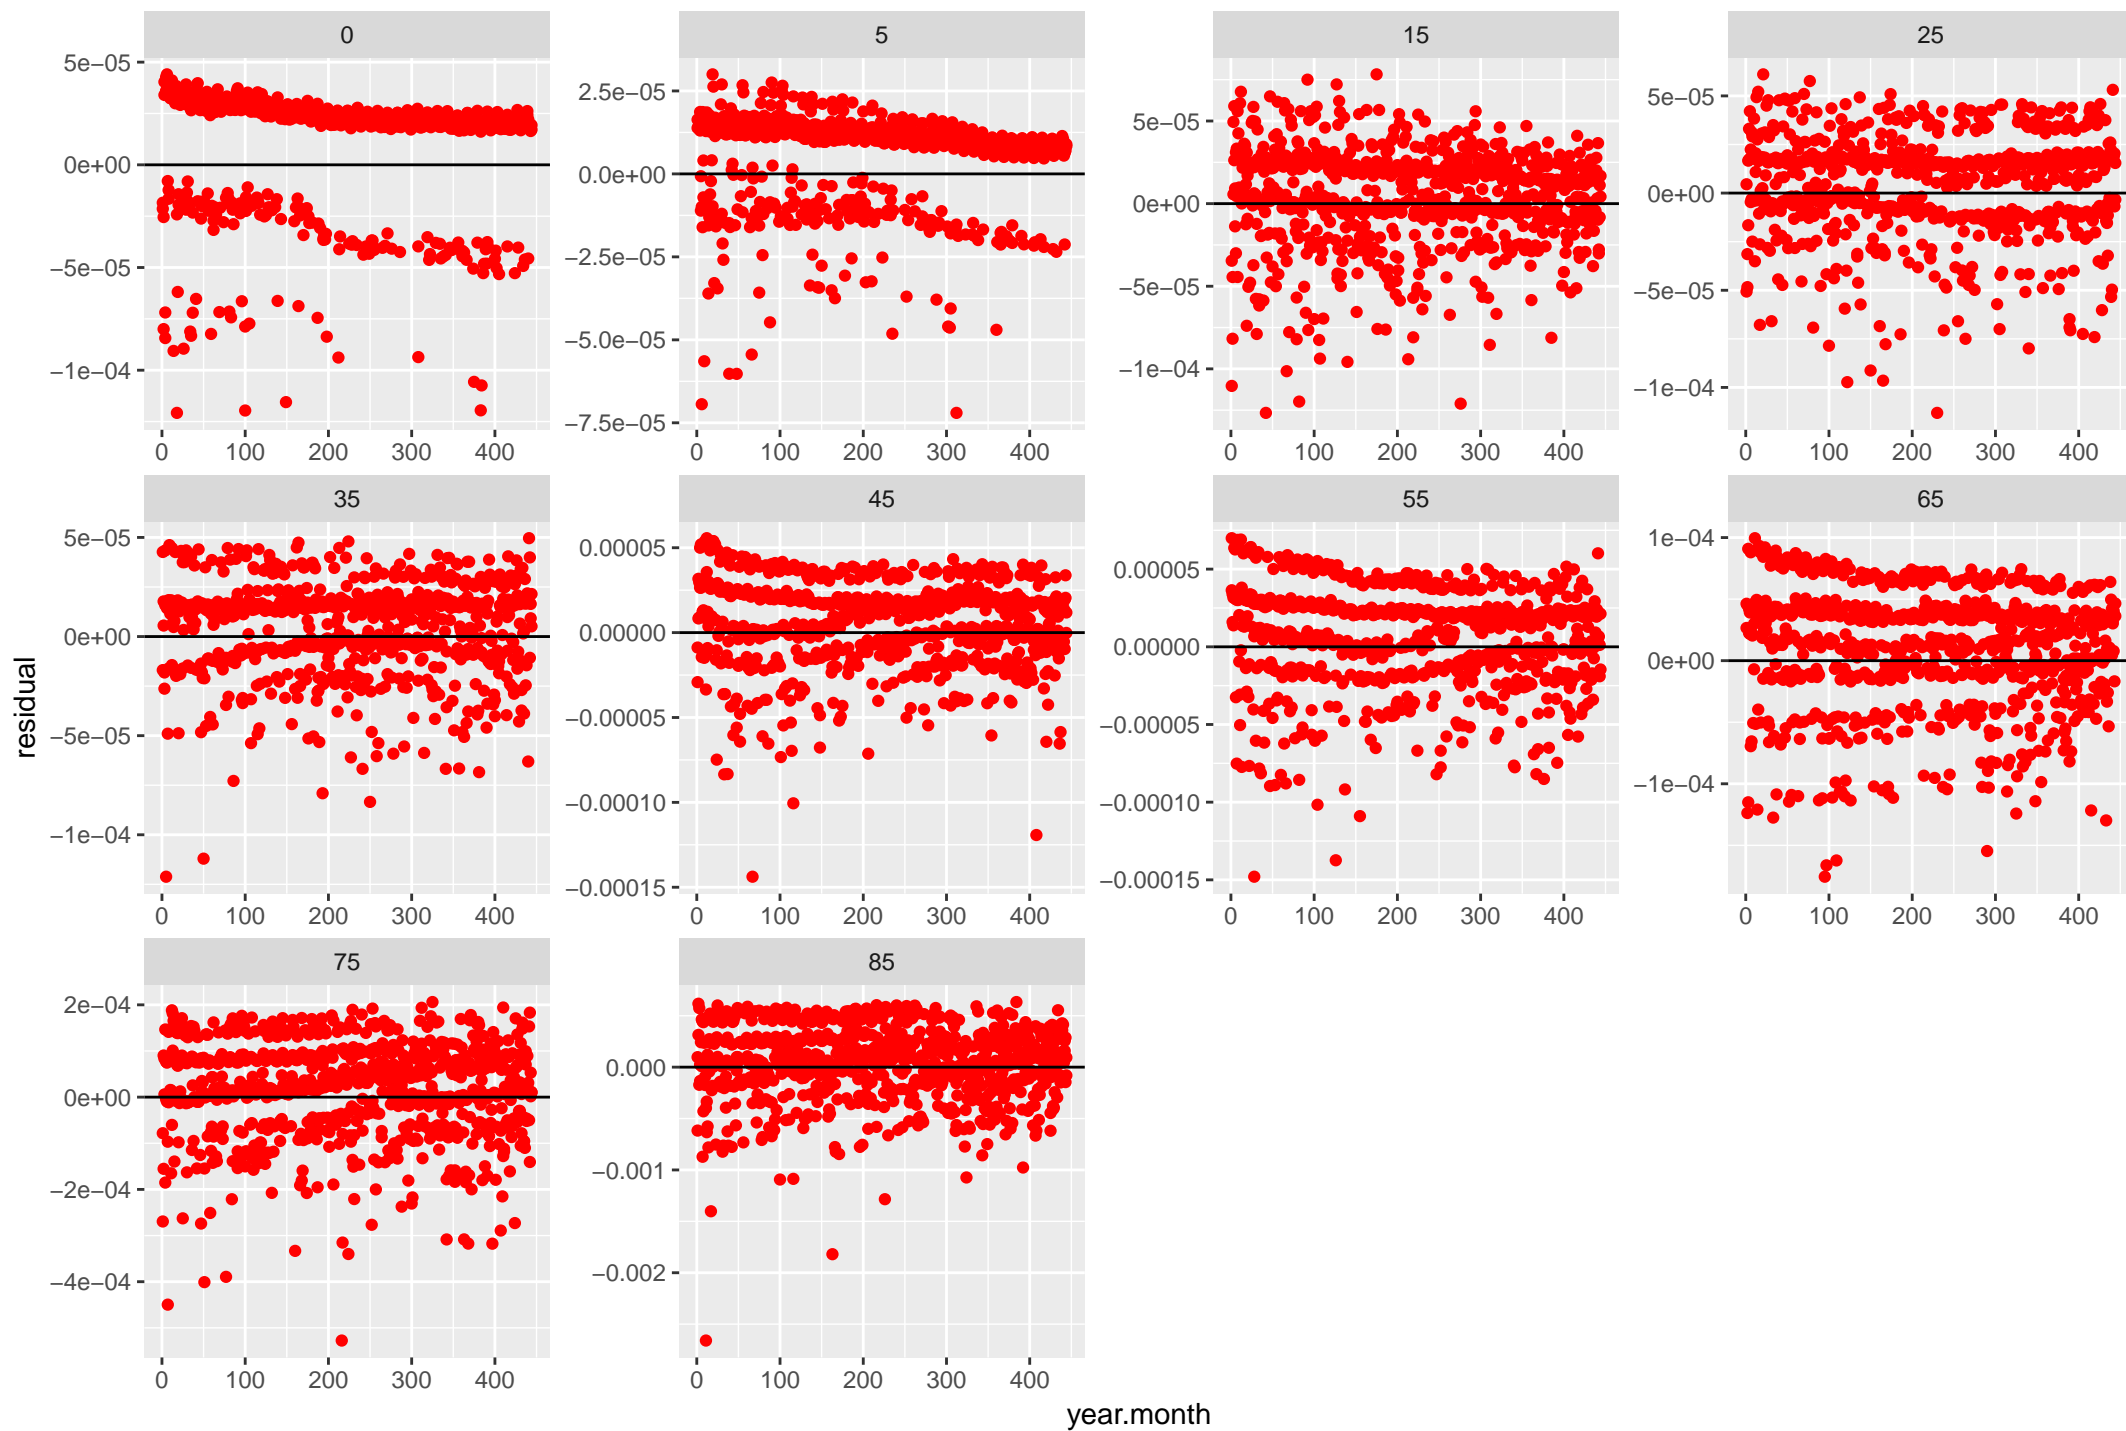 0 5 15 25
5e−05
0e+00
−5e−05
−1e−04
2.5e−05
0.0e+00
−2.5e−05
−5.0e−05
−7.5e−05
5e−05
0e+00
−5e−05
−1e−04
5e−05
0e+00
−5e−05
−1e−04
0 100 200 300 400 0 100 200 300 400 0 100 200 300 400 0 100 200 300 400
35 45 55 65
5e−05
0e+00
−5e−05
−1e−04
0.00005
0.00000
−0.00005
−0.00010
−0.00015
0.00005
0.00000
−0.00005
−0.00010
−0.00015
1e−04
0e+00
−1e−04
0 100 200 300 400 0 100 200 300 400 0 100 200 300 400 0 100 200 300 400
residual
75 85
2e−04
0e+00
−2e−04
−4e−04
0.000
−0.001
−0.002
0 100 200 300 400 0 100 200 300 400
year.month